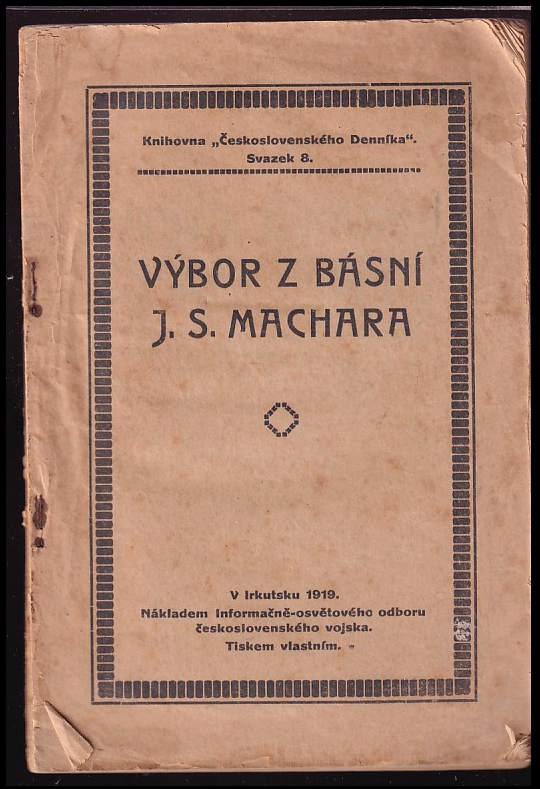 Knihovna „Československého Denníka“.
Svazek 8.
VÝBOR Z BÁSNÍ
J. S. MACHARA
V Irkutsku 1919.
Nákladem Informačně-osvětového odboru
československého vojska.
Tiskem vlastním.